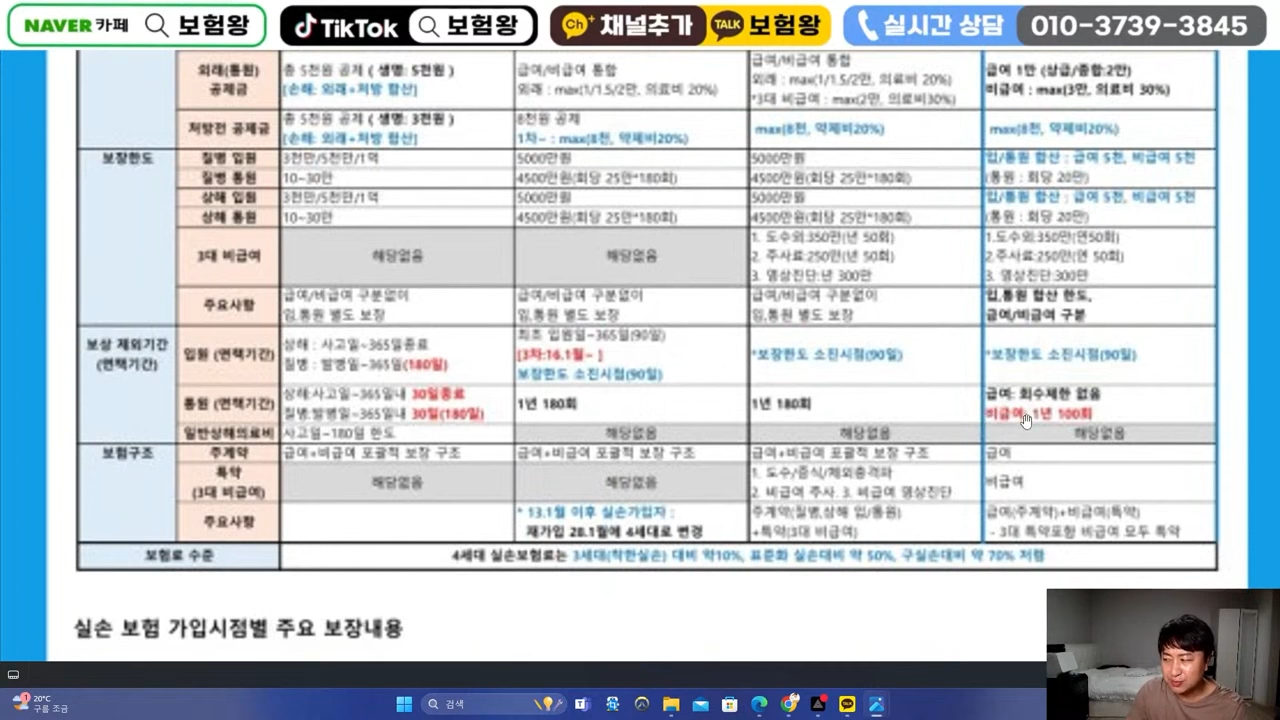 NAVER 카페 보험왕 TikTok 보험왕 Ch+ 채널추가 TALK 보험왕 실시간 상담 010-3739-3845
외래(통원) 공제금
총 5천원 공제 ( 생명: 5천원 )
[손해: 외래+처방 합산]
급여/비급여 통합
외래 : max(1/1.5/2만, 의료비 20%)
급여/비급여 통합
외래 : max(1/1.5/2만, 의료비 20%)
*3대 비급여 : max(2만, 의료비30%)
급여 1만 (상급/종합:2만)
비급여 : max(3만, 의료비 30%)
처방전 공제금
총 5천원 공제 ( 생명: 3천원 )
[손해: 외래+처방 합산]
8천원 공제
1차~ : max(8천, 약제비20%)
max(8천, 약제비20%)
max(8천, 약제비20%)
보장한도
질병 입원 3천만/5천만/1억 5000만원 5000만원 입/통원 합산 : 급여 5천, 비급여 5천
질병 통원 10~30만 4500만원(회당 25만*180회) 4500만원(회당 25만*180회) (통원 : 회당 20만)
상해 입원 3천만/5천만/1억 5000만원 5000만원 입/통원 합산 : 급여 5천, 비급여 5천
상해 통원 10~30만 4500만원(회당 25만*180회) 4500만원(회당 25만*180회) (통원 : 회당 20만)
3대 비급여 해당없음 해당없음
1. 도수외:350만(년 50회)
2. 주사료:250만(년 50회)
3. 영상진단:년 300만
1.도수외:350만(연50회)
2.주사료:250만(연 50회)
3. 영상진단:300만
주요사항
급여/비급여 구분없이
입,통원 별도 보장
급여/비급여 구분없이
입,통원 별도 보장
급여/비급여 구분없이
입,통원 별도 보장
입,통원 합산 한도,
급여/비급여 구분
보상 제외기간
(면책기간)
입원 (면책기간)
상해 : 사고일~365일종료
질병 : 발병일~365일(180일)
최초 입원일~365일(90일)
[3차:16.1월~ ]
보장한도 소진시점(90일)
*보장한도 소진시점(90일)
*보장한도 소진시점(90일)
통원 (면책기간)
상해:사고일~365일내 30일종료
질병:발병일~365일내 30일(180일)
1년 180회
1년 180회
급여: 회수제한 없음
비급여: 1년 100회
일반상해의료비 사고일~180일 한도 해당없음 해당없음 해당없음
보험구조
주계약 급여+비급여 포괄적 보장 구조 급여+비급여 포괄적 보장 구조 급여+비급여 포괄적 보장 구조 급여
특약
(3대 비급여)
해당없음 해당없음
1. 도수/증식/체외충격파
2. 비급여 주사. 3. 비급여 영상진단
비급여
주요사항
* 13.1월 이후 실손가입자 :
재가입 28.1월에 4세대로 변경
주계약(질병,상해 입/통원)
+특약(3대 비급여)
급여(주계약)+비급여(특약)
- 3대 특약포함 비급여 모두 특약
보험료 수준 4세대 실손보험료는 3세대(착한실손) 대비 약10%, 표준화 실손대비 약 50%, 구실손대비 약 70% 저렴
실손 보험 가입시점별 주요 보장내용
20°C
구름 조금
검색